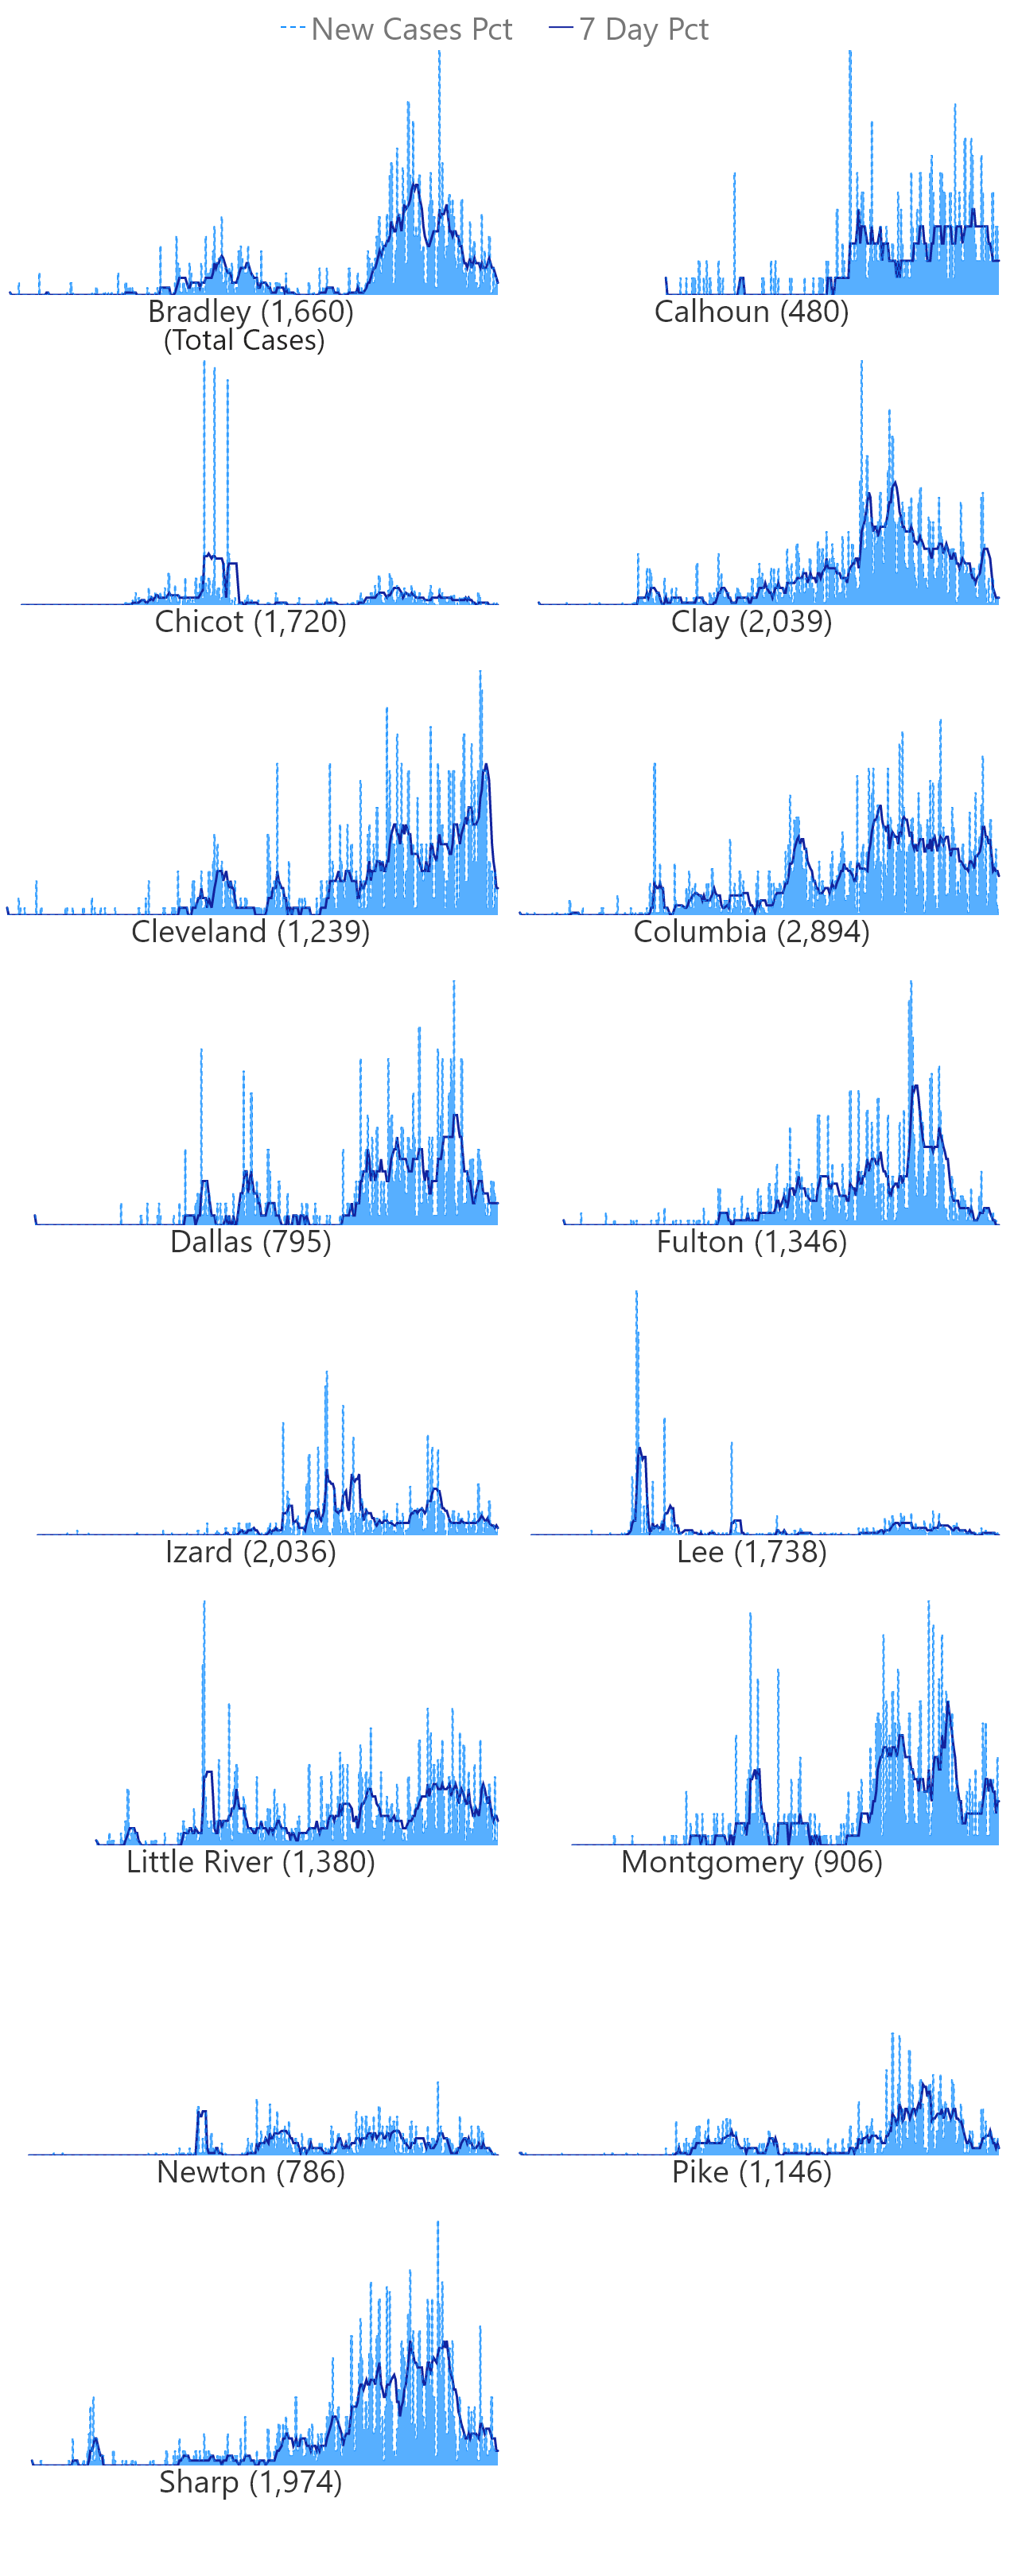 New Cases Pct 7 Day Pct
Bradley (1,660)
(Total Cases)
Calhoun (480)
Chicot (1,720)
Clay (2,039)
Cleveland (1,239)
Columbia (2,894)
Dallas (795)
Fulton (1,346)
Izard (2,036)
Lee (1,738)
Little River (1,380)
Montgomery (906)
Newton (786)
Pike (1,146)
Sharp (1,974)